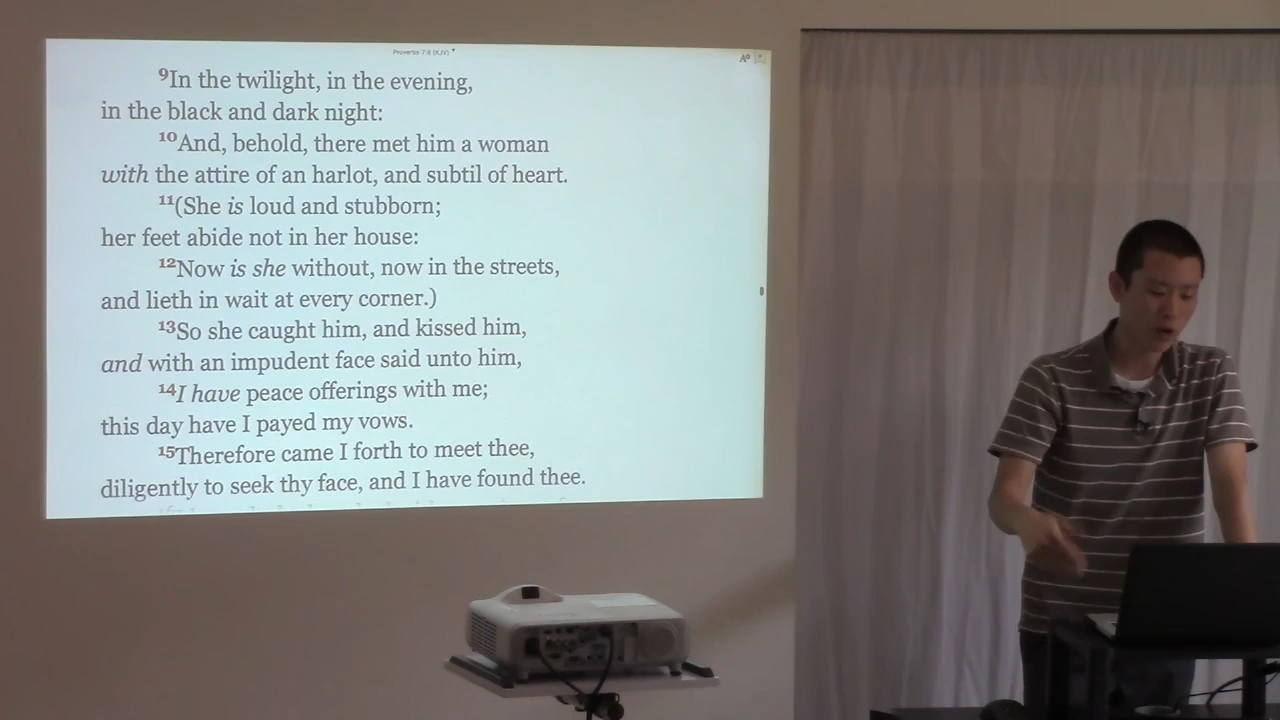 Proverbs 7:8 (KJV)
9In the twilight, in the evening,
in the black and dark night:
10And, behold, there met him a woman
with the attire of an harlot, and subtil of heart.
11(She is loud and stubborn;
her feet abide not in her house:
12Now is she without, now in the streets,
and lieth in wait at every corner.)
13So she caught him, and kissed him,
and with an impudent face said unto him,
14I have peace offerings with me;
this day have I payed my vows.
15Therefore came I forth to meet thee,
diligently to seek thy face, and I have found thee.